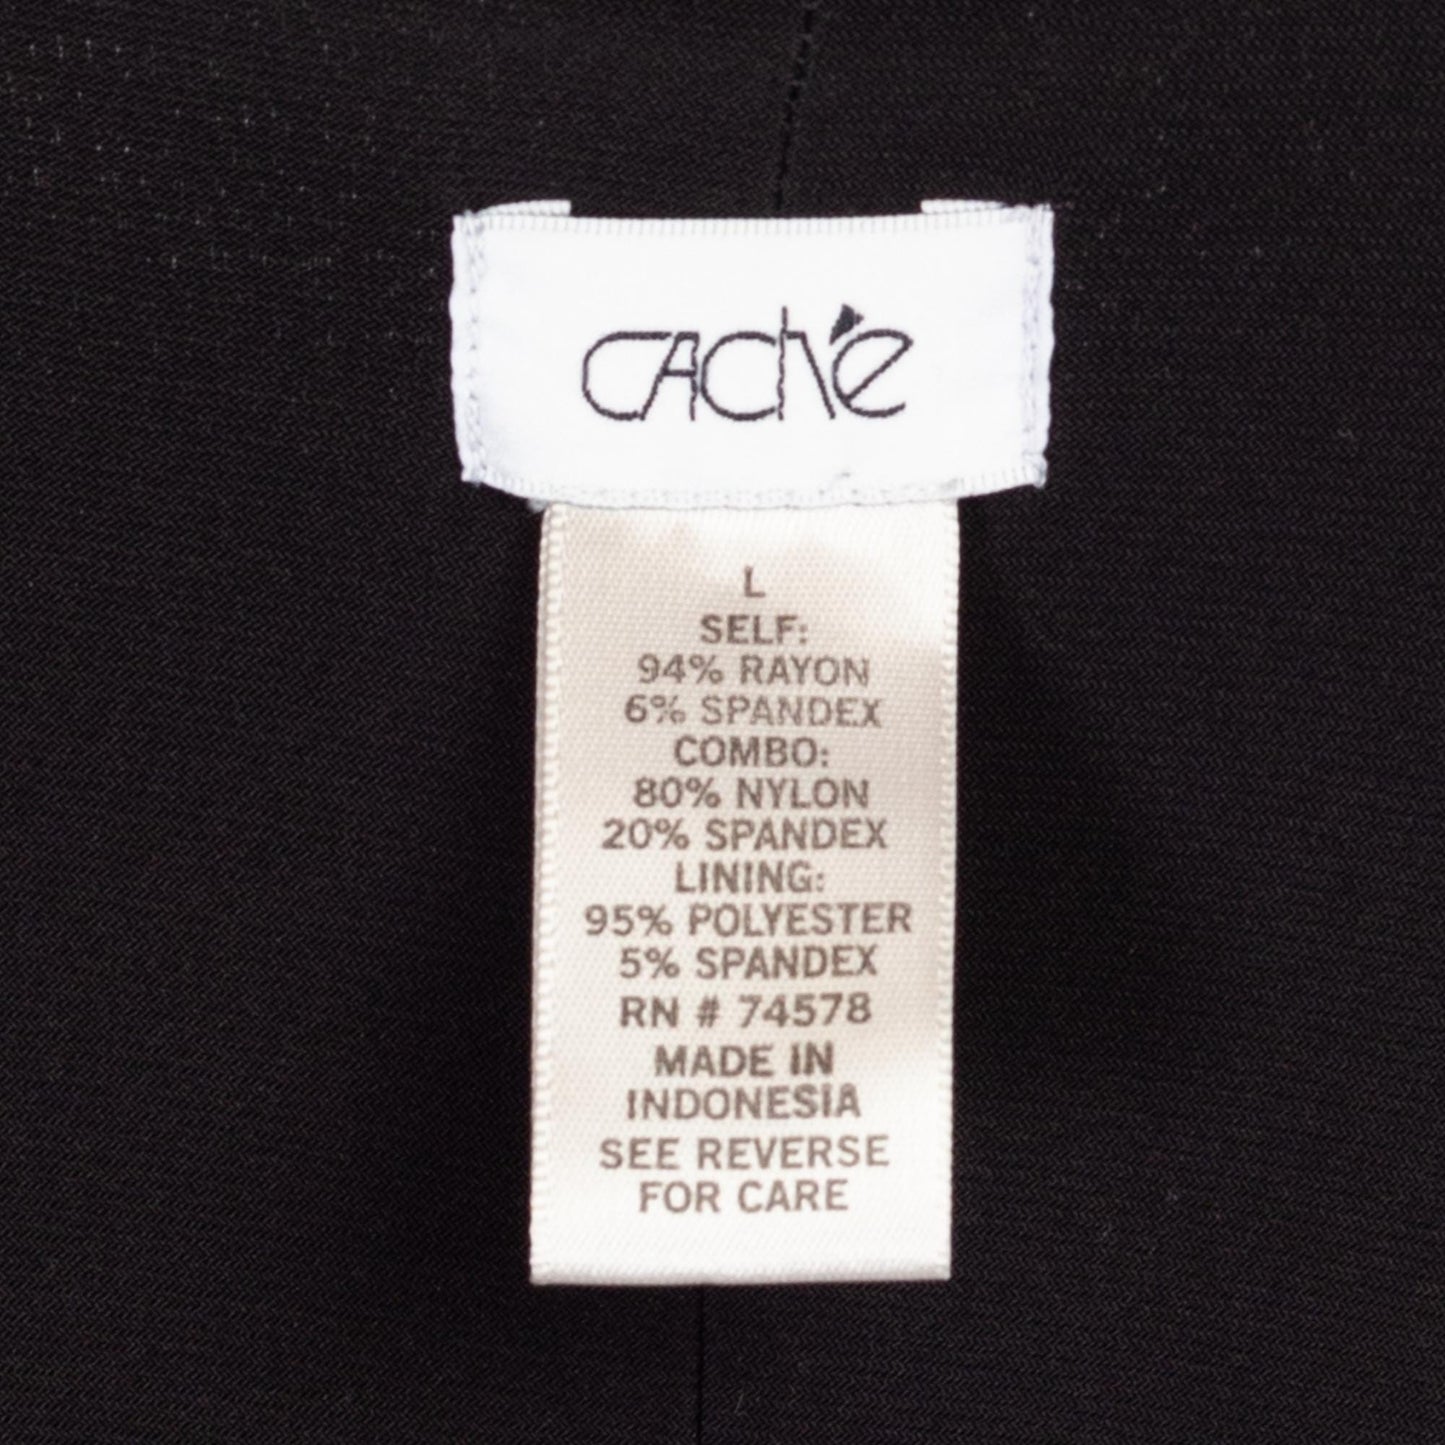 CACHÉ
L
SELF:
94% RAYON
6% SPANDEX
COMBO:
80% NYLON
20% SPANDEX
LINING:
95% POLYESTER
5% SPANDEX
RN # 74578
MADE IN
INDONESIA
SEE REVERSE
FOR CARE